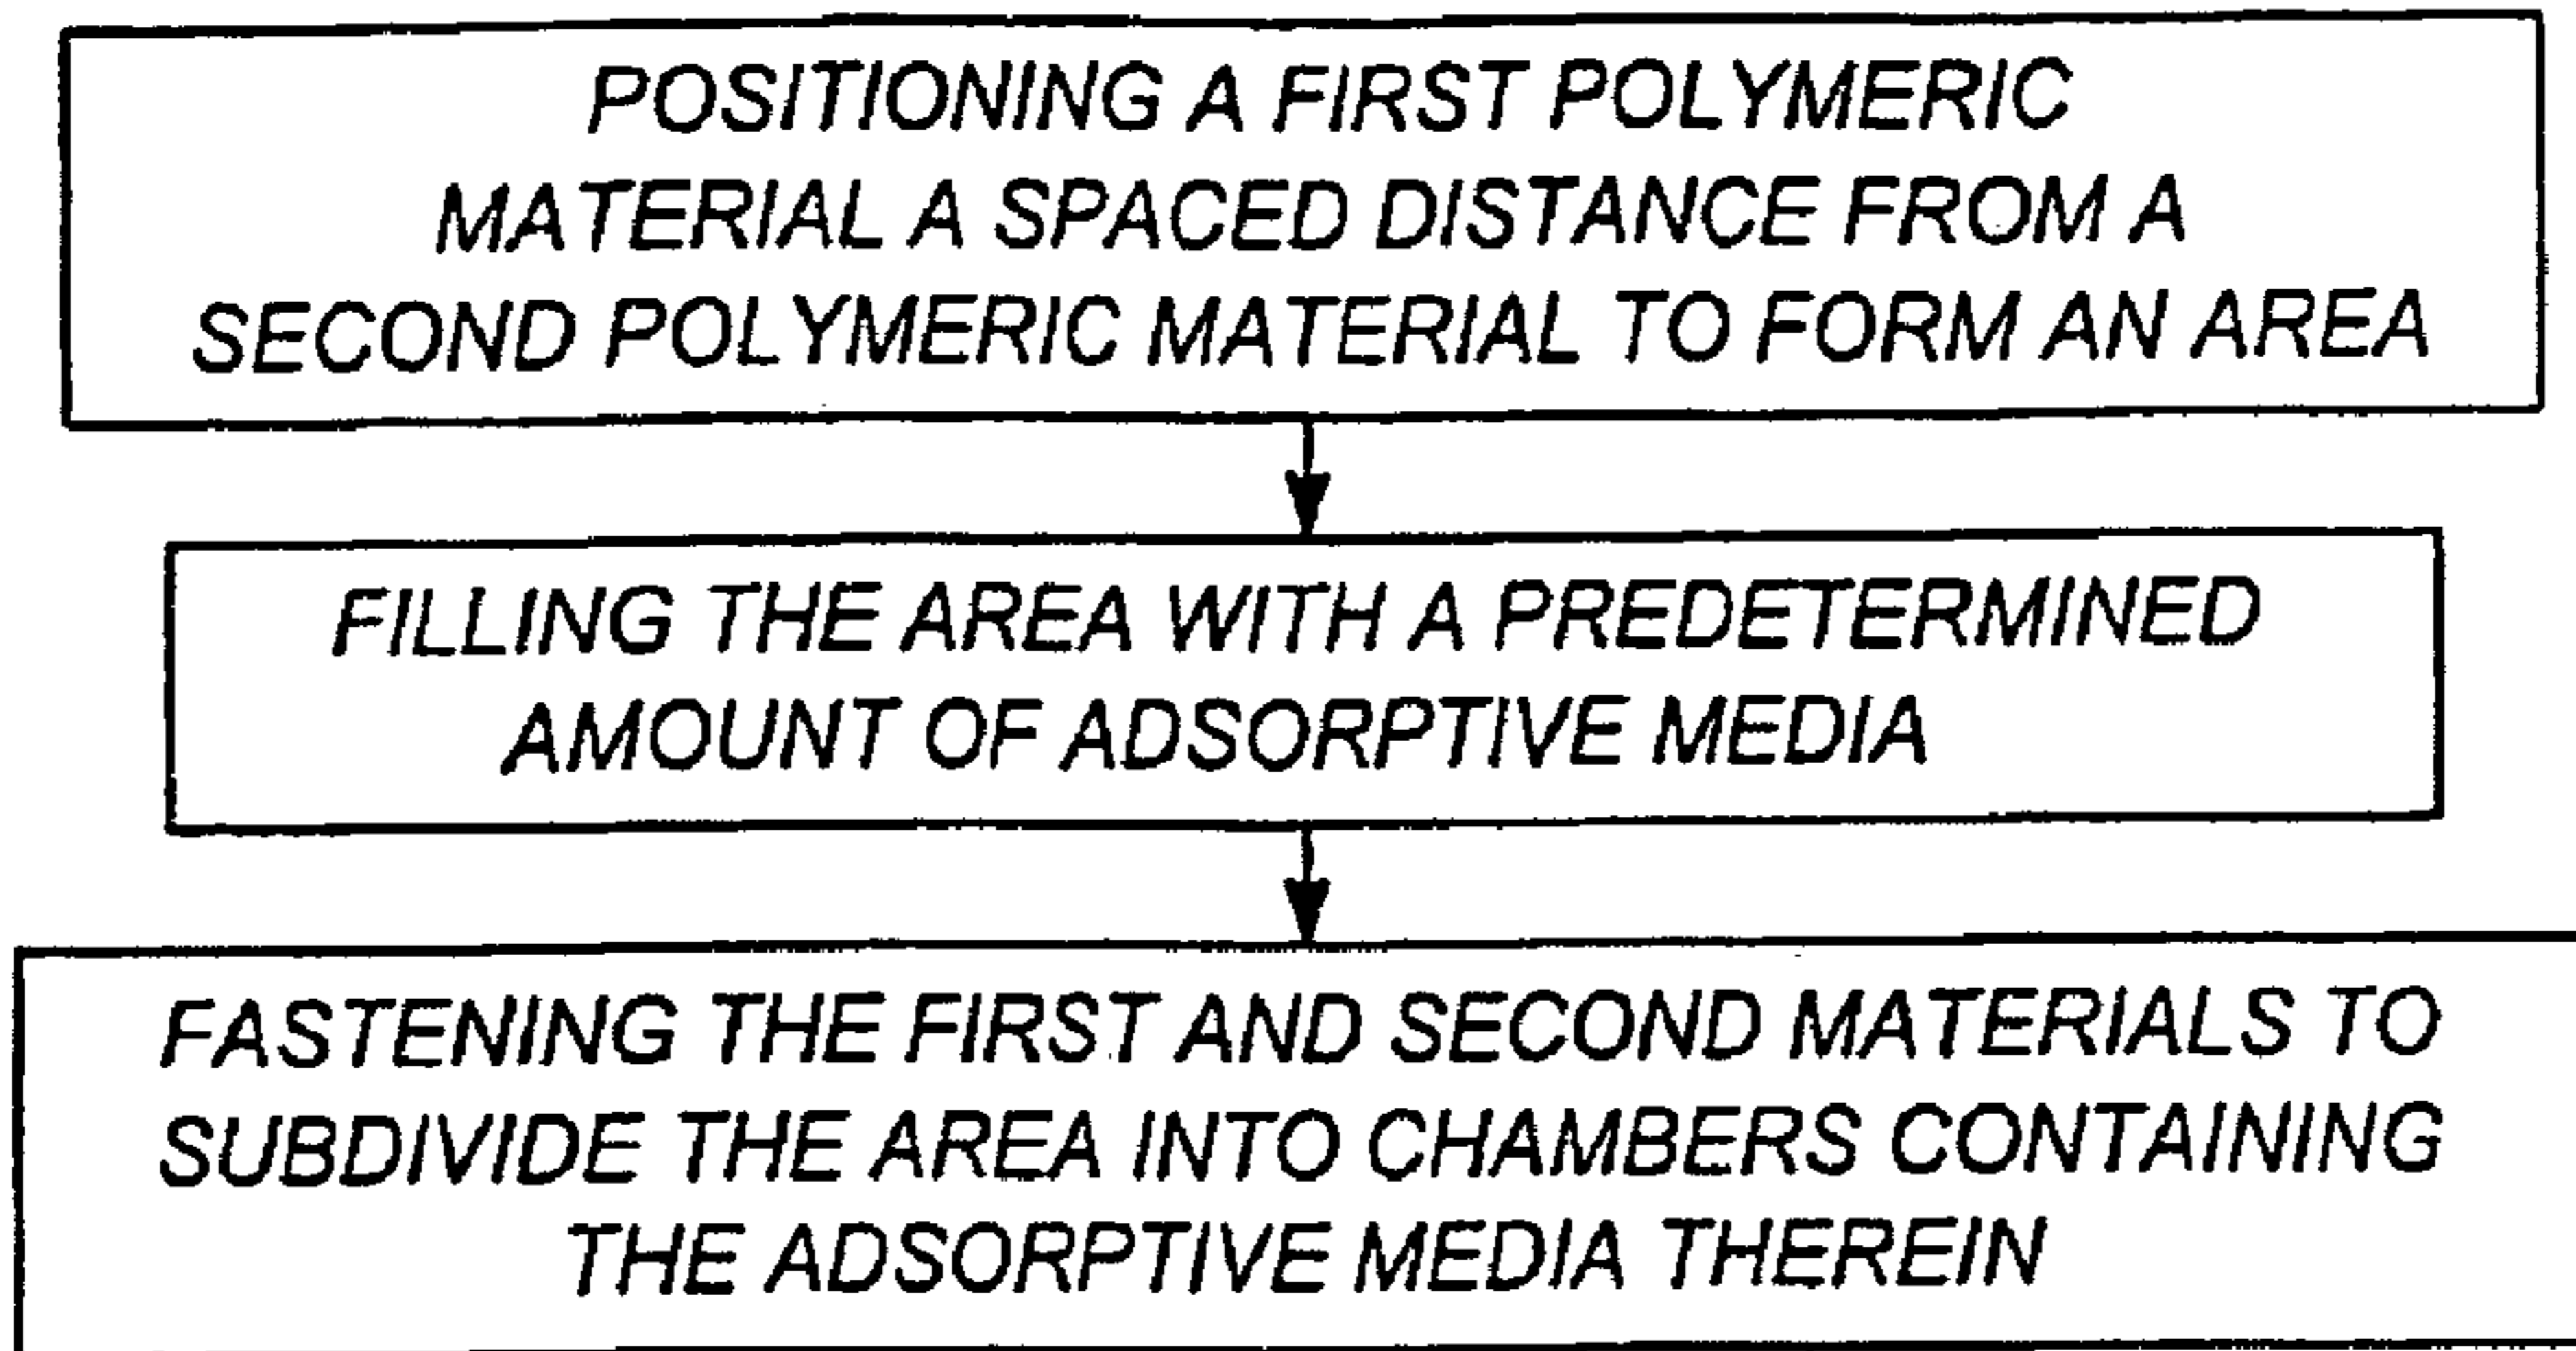 POSITIONING A FIRST POLYMERIC
MATERIAL A SPACED DISTANCE FROM A
SECOND POLYMERIC MATERIAL TO FORM AN AREA
FILLING THE AREA WITH A PREDETERMINED
AMOUNT OF ADSORPTIVE MEDIA
FASTENING THE FIRST AND SECOND MATERIALS TO
SUBDIVIDE THE AREA INTO CHAMBERS CONTAINING
THE ADSORPTIVE MEDIA THEREIN